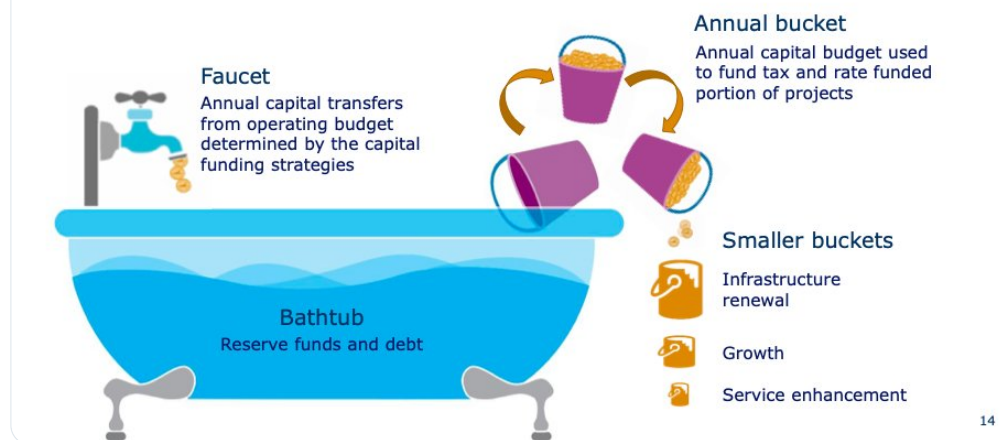 Faucet
Annual capital transfers
from operating budget
determined by the capital
funding strategies
Annual bucket
Annual capital budget used
to fund tax and rate funded
portion of projects
Bathtub
Reserve funds and debt
Smaller buckets
Infrastructure
renewal
Growth
Service enhancement
14